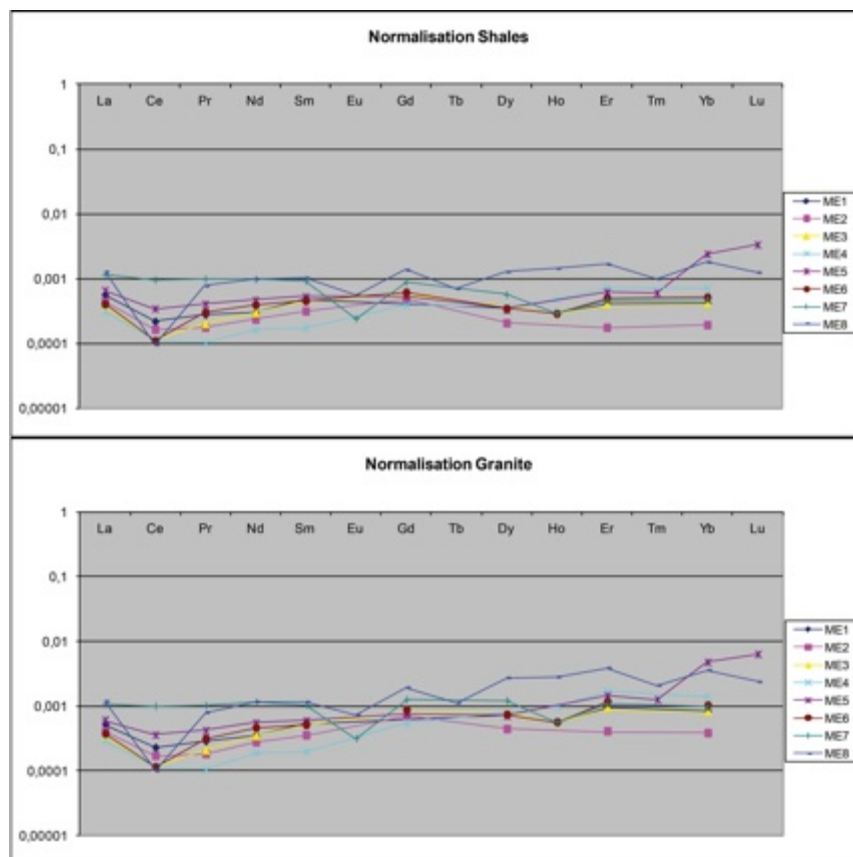 Normalisation Shales
1
La Ce Pr Nd Sm Eu Gd Tb Dy Ho Er Tm Yb Lu
0,1
0,01
0,001
0,0001
0,00001
ME1
ME2
ME3
ME4
ME5
ME6
ME7
ME8
Normalisation Granite
1
La Ce Pr Nd Sm Eu Gd Tb Dy Ho Er Tm Yb Lu
0,1
0,01
0,001
0,0001
0,00001
ME1
ME2
ME3
ME4
ME5
ME6
ME7
ME8